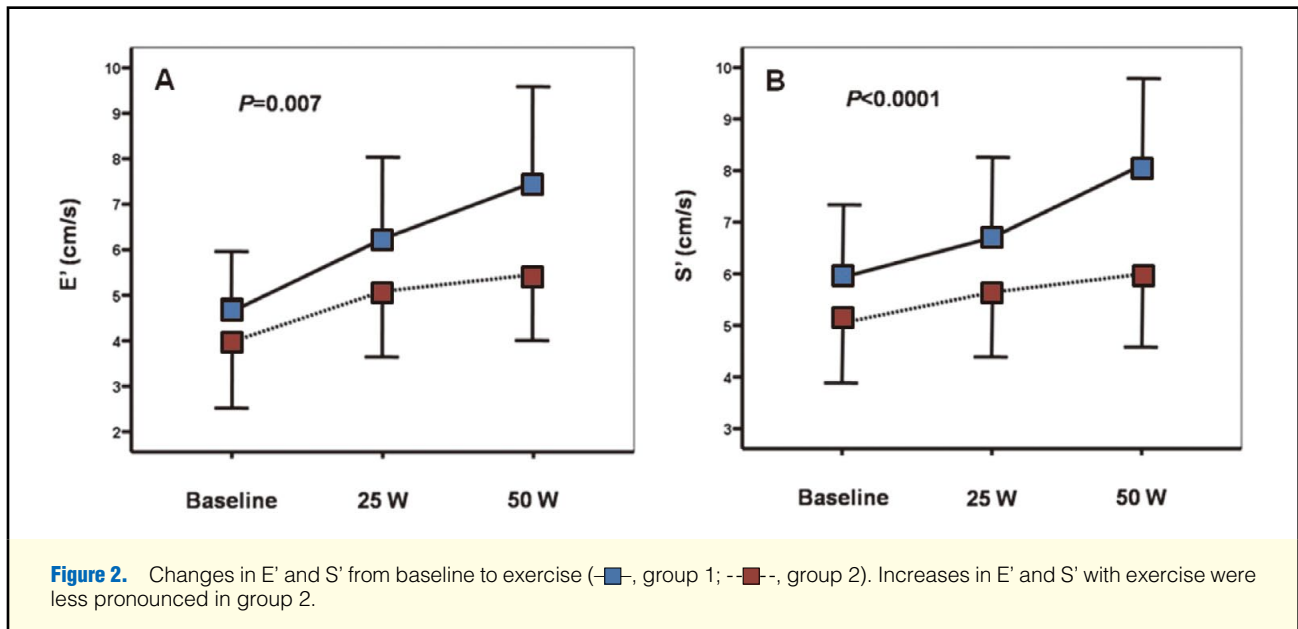 A
P=0.007
E' (cm/s)
10
9
8
7
6
5
4
3
2
Baseline 25 W 50 W
B
P<0.0001
S' (cm/s)
10
9
8
7
6
5
4
3
Baseline 25 W 50 W
Figure 2. Changes in E’ and S’ from baseline to exercise (–■–, group 1; --■--, group 2). Increases in E’ and S’ with exercise were
less pronounced in group 2.